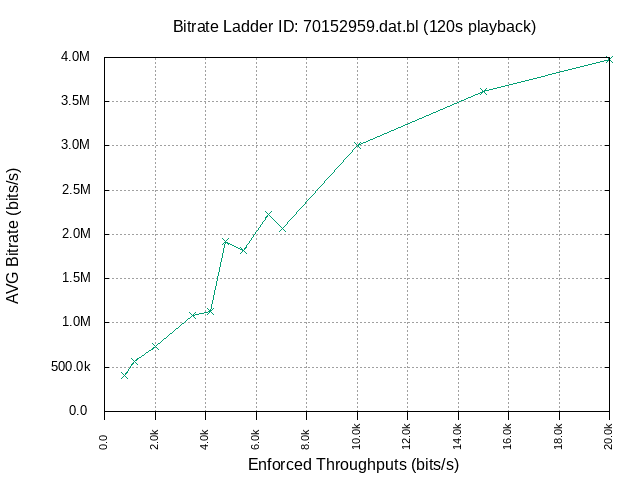 Bitrate Ladder ID: 70152959.dat.bl (120s playback)
4.0M
3.5M
3.0M
2.5M
2.0M
1.5M
1.0M
500.0k
0.0
AVG Bitrate (bits/s)
0.0
2.0k
4.0k
6.0k
8.0k
10.0k
12.0k
14.0k
16.0k
18.0k
20.0k
Enforced Throughputs (bits/s)